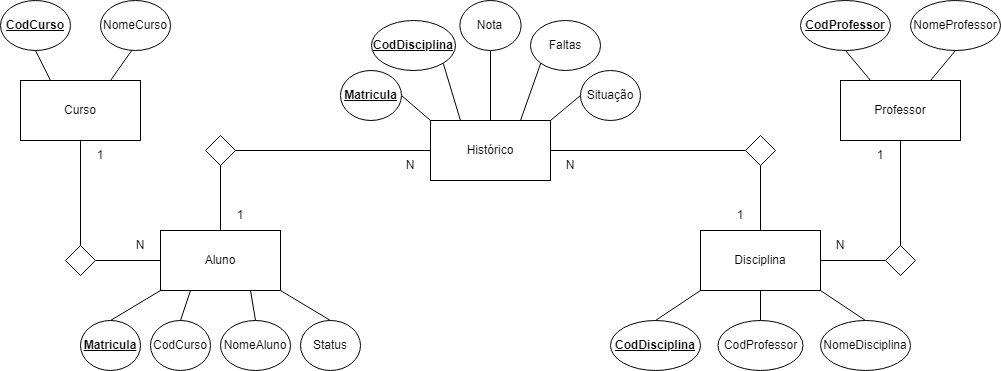 CodCurso
NomeCurso
Nota
CodProfessor
NomeProfessor
CodDisciplina
Faltas
Matricula
Situação
Curso
Histórico
Professor
1
N
N
1
1
1
N
N
Aluno
Disciplina
Matricula
CodCurso
NomeAluno
Status
CodDisciplina
CodProfessor
NomeDisciplina